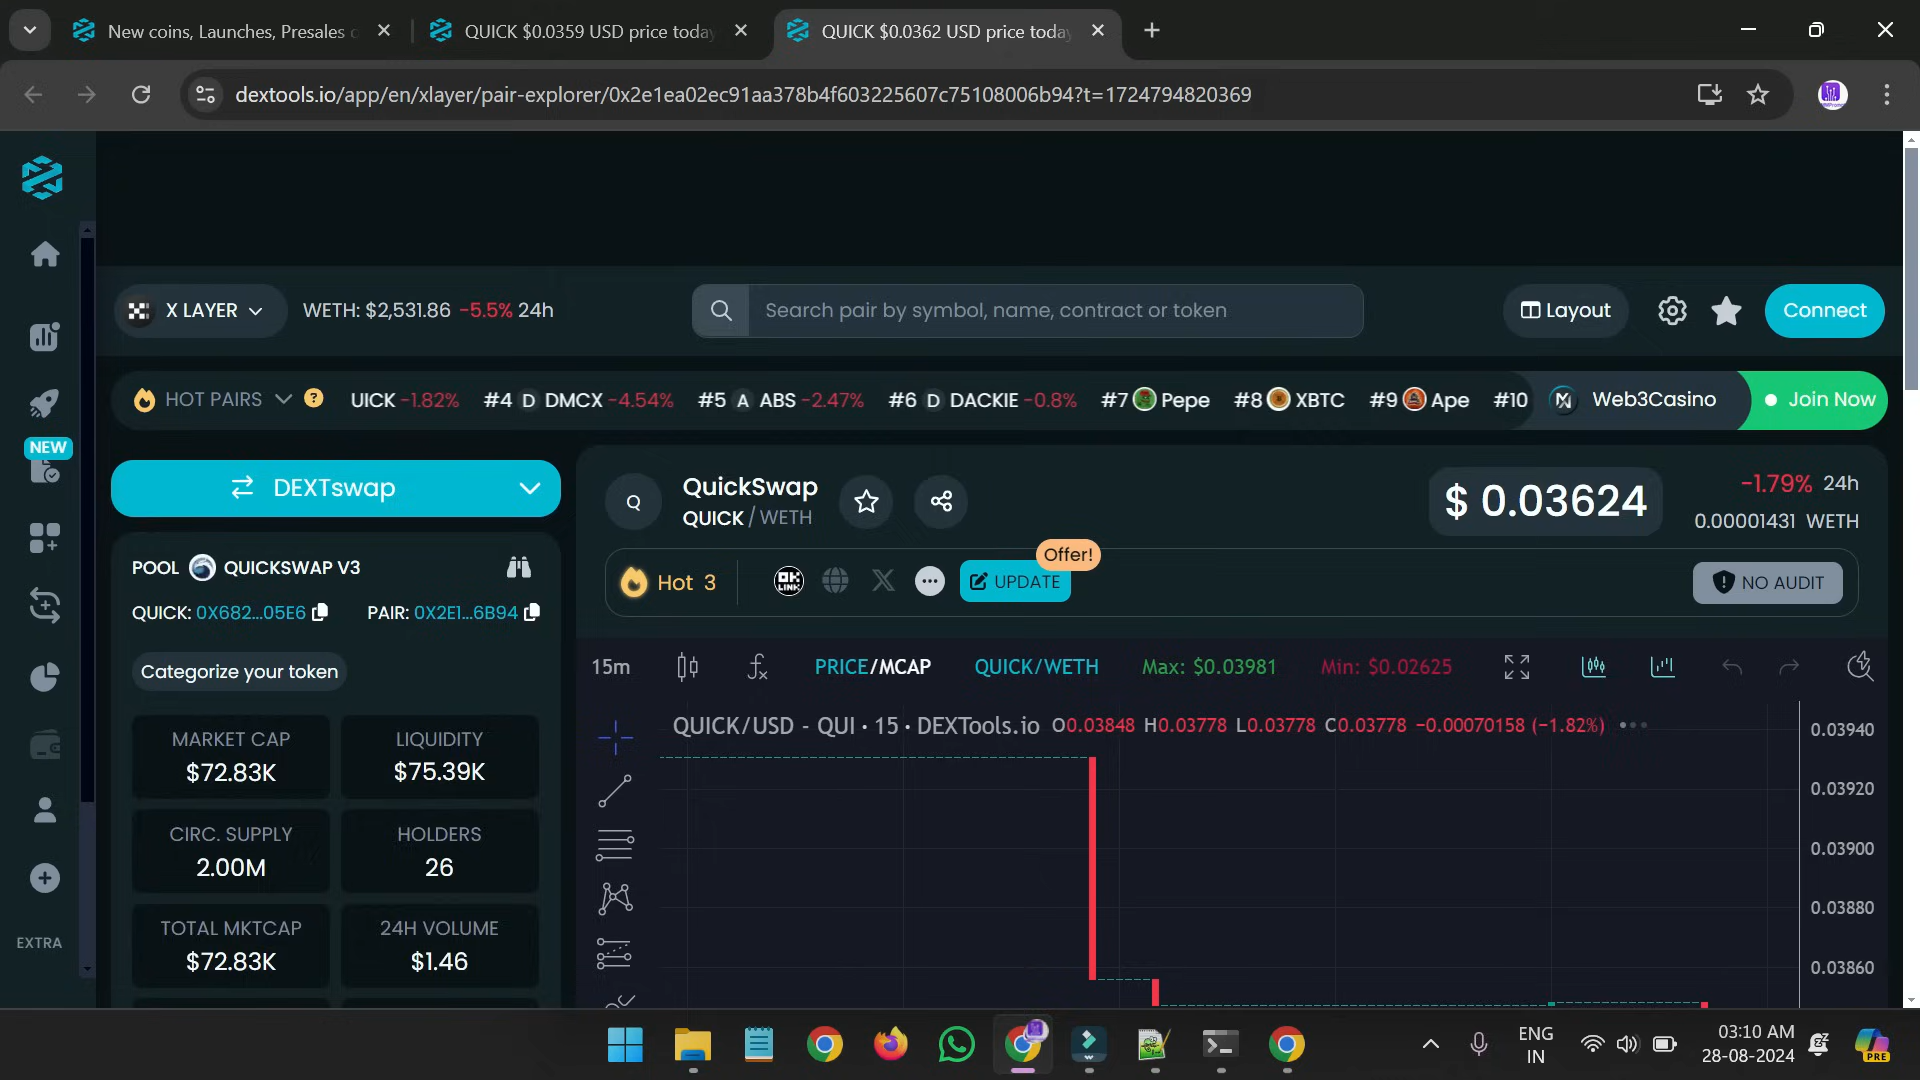 New coins, Launches, Presales o
QUICK $0.0359 USD price today
QUICK $0.0362 USD price today
dextools.io/app/en/xlayer/pair-explorer/0x2e1ea02ec91aa378b4f603225607c75108006b94?t=1724794820369
X LAYER
WETH: $2,531.86 -5.5% 24h
Search pair by symbol, name, contract or token
Layout
Connect
HOT PAIRS ?
UICK -1.82% #4 D DMCX -4.54% #5 A ABS -2.47% #6 D DACKIE -0.8% #7 Pepe #8 XBTC #9 Ape #10
Web3Casino
Join Now
NEW
EXTRA
DEXTswap
POOL QUICKSWAP V3
QUICK: 0X682...05E6 PAIR: 0X2E1...6B94
Categorize your token
MARKET CAP
$72.83K
LIQUIDITY
$75.39K
CIRC. SUPPLY
2.00M
HOLDERS
26
TOTAL MKTCAP
$72.83K
24H VOLUME
$1.46
Q
QuickSwap
QUICK / WETH
$ 0.03624
-1.79% 24h
0.00001431 WETH
Offer!
Hot 3
OK LINK
UPDATE
NO AUDIT
15m PRICE/MCAP QUICK/WETH Max: $0.03981 Min: $0.02625
QUICK/USD - QUI · 15 · DEXTools.io O0.03848 H0.03778 L0.03778 C0.03778 −0.00070158 (−1.82%)
0.03940
0.03920
0.03900
0.03880
0.03860
ENG
IN
03:10 AM
28-08-2024
PRE